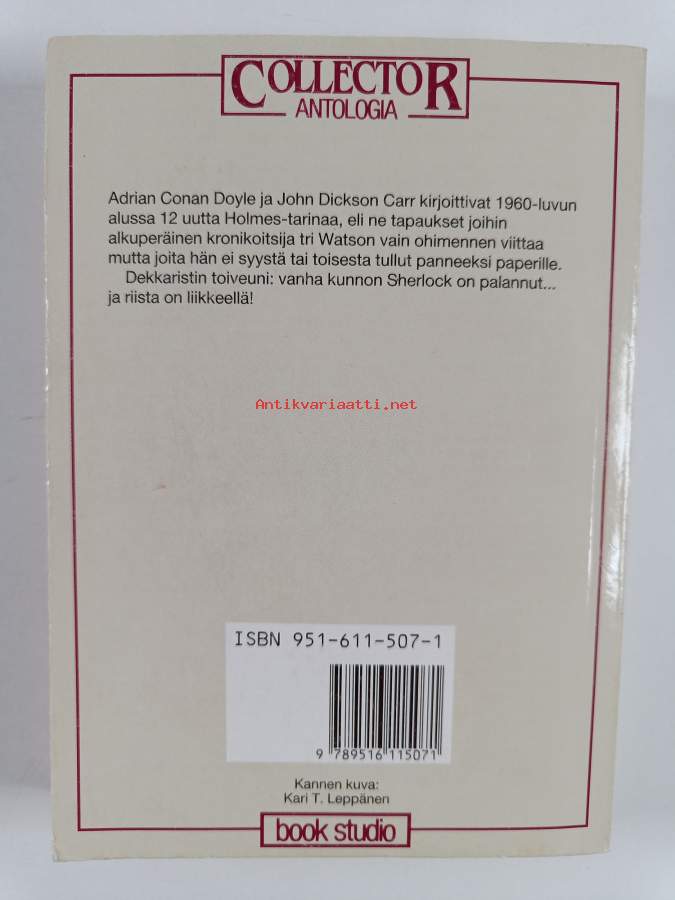 COLLECTOR
ANTOLOGIA
Adrian Conan Doyle ja John Dickson Carr kirjoittivat 1960-luvun
alussa 12 uutta Holmes-tarinaa, eli ne tapaukset joihin
alkuperäinen kronikoitsija tri Watson vain ohimennen viittaa
mutta joita hän ei syystä tai toisesta tullut panneeksi paperille.
Dekkaristin toiveuni: vanha kunnon Sherlock on palannut...
ja riista on liikkeellä!
Antikvariaatti.net
ISBN 951-611-507-1
9 789516 115071
Kannen kuva:
Kari T. Leppänen
book studio